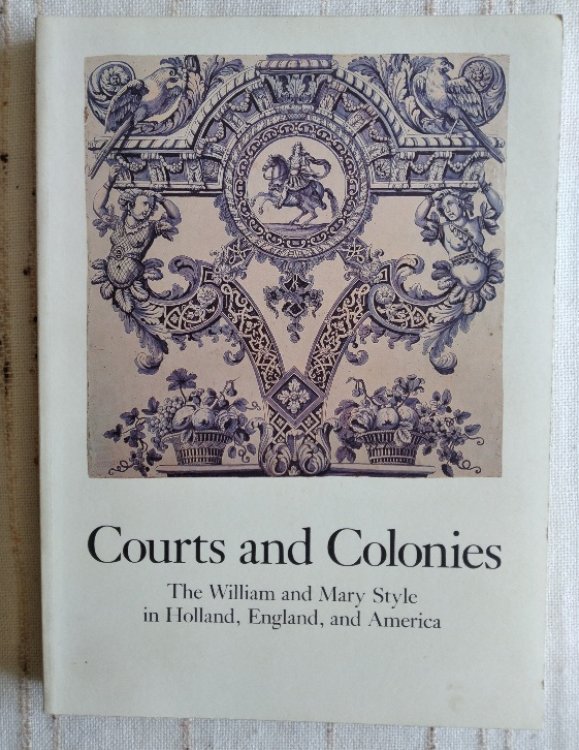 Courts and Colonies
The William and Mary Style
in Holland, England, and America